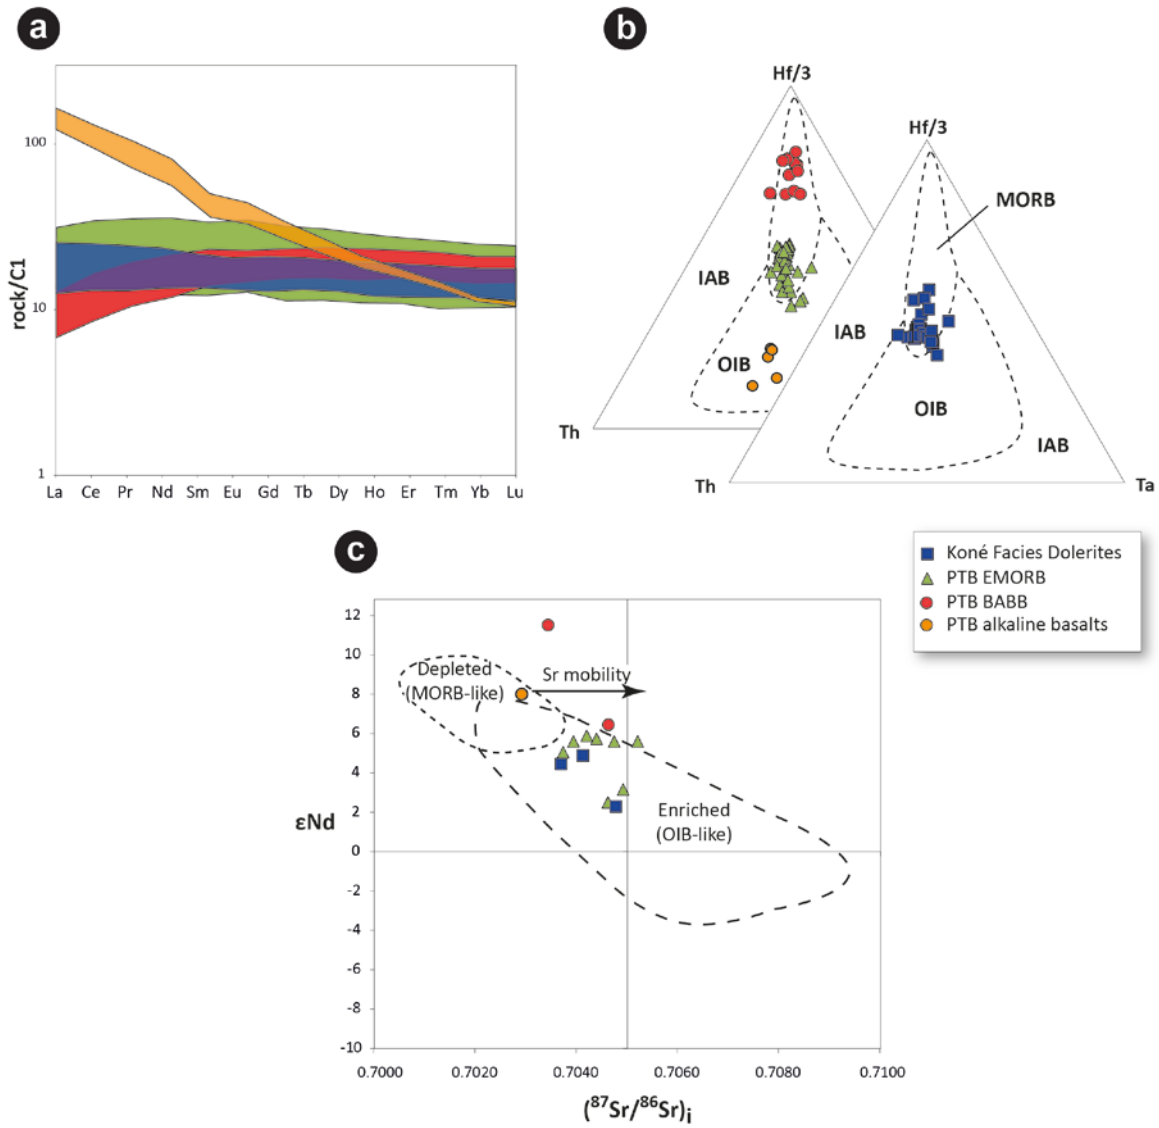 a
rock/C1
100
10
1
La Ce Pr Nd Sm Eu Gd Tb Dy Ho Er Tm Yb Lu
b
Hf/3
IAB
OIB
Th
Hf/3
MORB
IAB
OIB
IAB
Th
Ta
c
Koné Facies Dolerites
PTB EMORB
PTB BABB
PTB alkaline basalts
εNd
12
10
8
6
4
2
0
-2
-4
-6
-8
-10
Depleted
(MORB-like)
Sr mobility
Enriched
(OIB-like)
0.7000 0.7020 0.7040 0.7060 0.7080 0.7100
(⁸⁷Sr/⁸⁶Sr)ᵢ